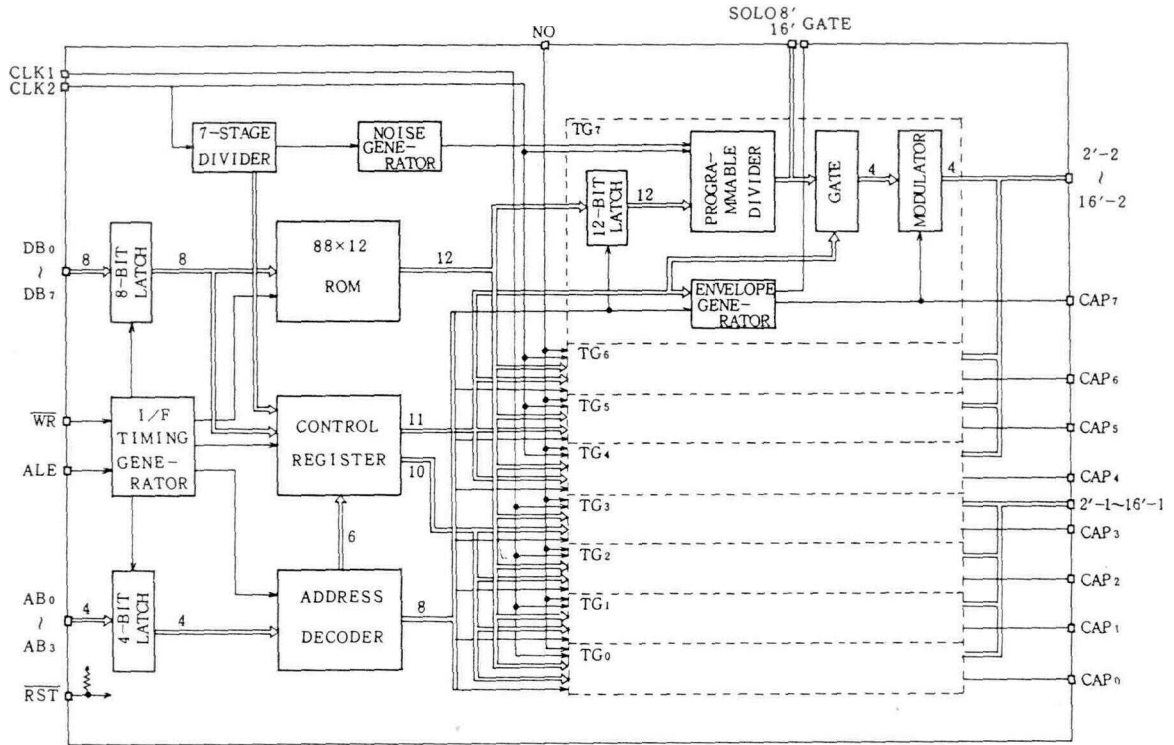 SOLO 8'
NO 16' GATE
CLK1
CLK2
7-STAGE
DIVIDER
NOISE
GENE-
RATOR
TG7
PROGRA-
MMABLE
DIVIDER
GATE
4
MODULATOR
4
2'-2
~
16'-2
12-BIT
LATCH
12
DB0
~
DB7
8
8-BIT
LATCH
8
88×12
ROM
12
ENVELOPE
GENE-
RATOR
CAP7
TG6
CAP6
TG5
CAP5
TG4
CAP4
WR
ALE
I/F
TIMING
GENE-
RATOR
CONTROL
REGISTER
11
10
6
TG3
2'-1~16'-1
CAP3
TG2
CAP2
TG1
CAP1
TG0
CAP0
AB0
~
AB3
4
4-BIT
LATCH
4
ADDRESS
DECODER
8
RST